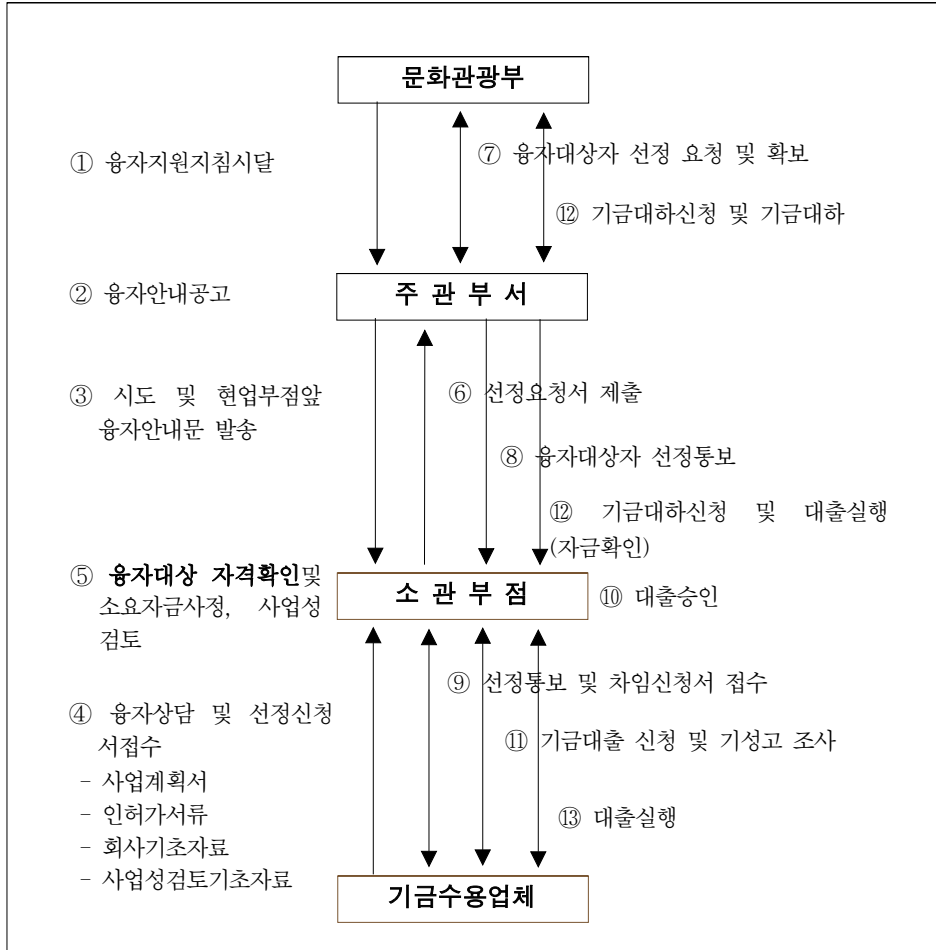 문화관광부
① 융자지원지침시달
⑦ 융자대상자 선정 요청 및 확보
⑫ 기금대하신청 및 기금대하
② 융자안내공고
주 관 부 서
③ 시도 및 현업부점앞
융자안내문 발송
⑥ 선정요청서 제출
⑧ 융자대상자 선정통보
⑫ 기금대하신청 및 대출실행
(자금확인)
⑤ 융자대상 자격확인및
소요자금사정, 사업성
검토
소 관 부 점
⑩ 대출승인
⑨ 선정통보 및 차임신청서 접수
④ 융자상담 및 선정신청
서접수
- 사업계획서
- 인허가서류
- 회사기초자료
- 사업성검토기초자료
⑪ 기금대출 신청 및 기성고 조사
⑬ 대출실행
기금수용업체